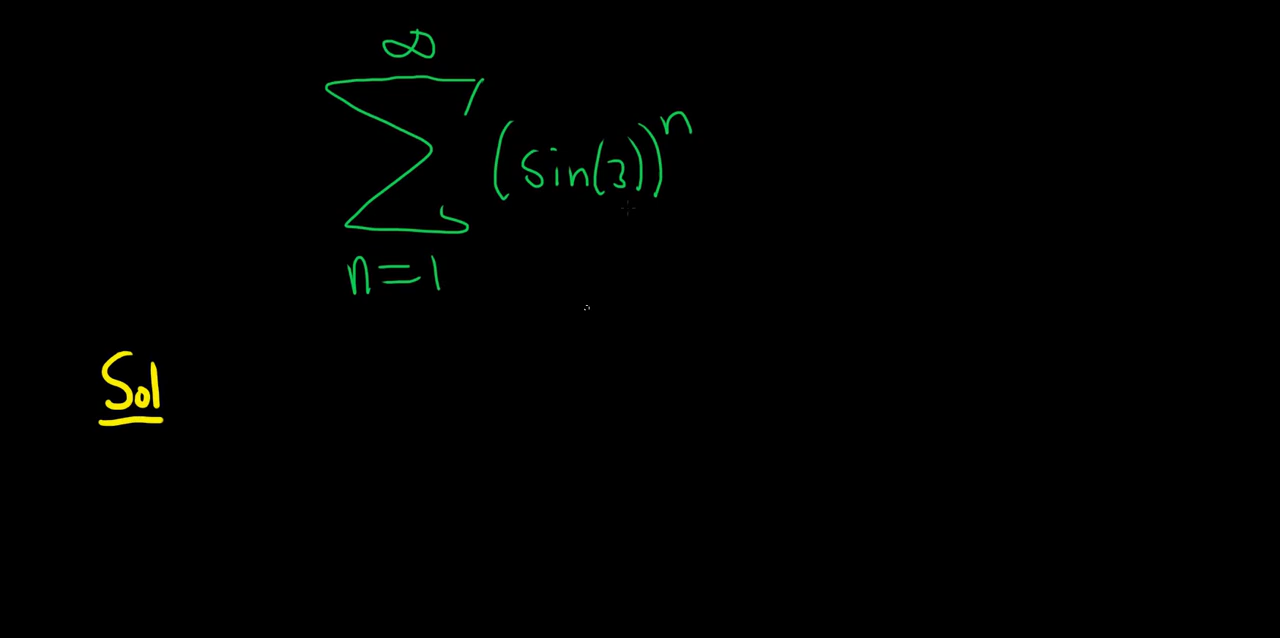 ∞
∑ (sin(3))ⁿ
n=1
Sol